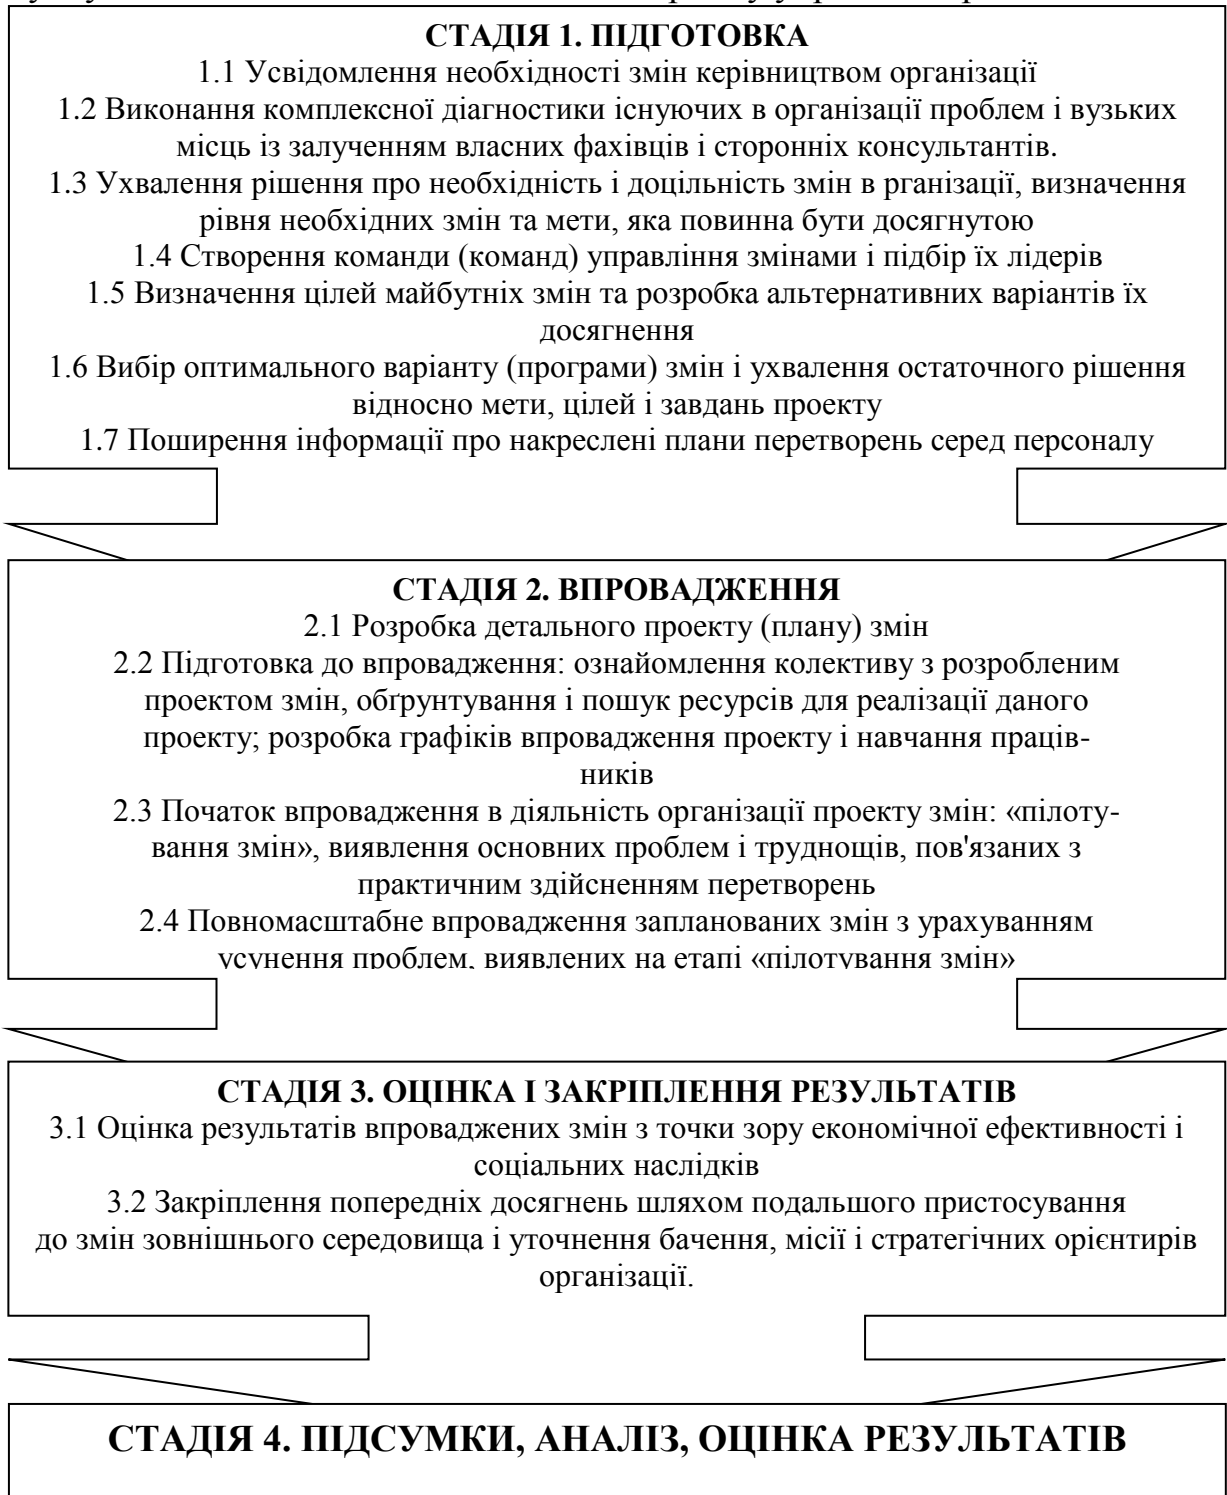 СТАДІЯ 1. ПІДГОТОВКА
1.1 Усвідомлення необхідності змін керівництвом організації
1.2 Виконання комплексної діагностики існуючих в організації проблем і вузьких
місць із залученням власних фахівців і сторонніх консультантів.
1.3 Ухвалення рішення про необхідність і доцільність змін в рганізації, визначення
рівня необхідних змін та мети, яка повинна бути досягнутою
1.4 Створення команди (команд) управління змінами і підбір їх лідерів
1.5 Визначення цілей майбутніх змін та розробка альтернативних варіантів їх
досягнення
1.6 Вибір оптимального варіанту (програми) змін і ухвалення остаточного рішення
відносно мети, цілей і завдань проекту
1.7 Поширення інформації про накреслені плани перетворень серед персоналу
СТАДІЯ 2. ВПРОВАДЖЕННЯ
2.1 Розробка детального проекту (плану) змін
2.2 Підготовка до впровадження: ознайомлення колективу з розробленим
проектом змін, обґрунтування і пошук ресурсів для реалізації даного
проекту; розробка графіків впровадження проекту і навчання праців-
ників
2.3 Початок впровадження в діяльність організації проекту змін: «пілоту-
вання змін», виявлення основних проблем і труднощів, пов'язаних з
практичним здійсненням перетворень
2.4 Повномасштабне впровадження запланованих змін з урахуванням
усунення проблем, виявлених на етапі «пілотування змін»
СТАДІЯ 3. ОЦІНКА І ЗАКРІПЛЕННЯ РЕЗУЛЬТАТІВ
3.1 Оцінка результатів впроваджених змін з точки зору економічної ефективності і
соціальних наслідків
3.2 Закріплення попередніх досягнень шляхом подальшого пристосування
до змін зовнішнього середовища і уточнення бачення, місії і стратегічних орієнтирів
організації.
СТАДІЯ 4. ПІДСУМКИ, АНАЛІЗ, ОЦІНКА РЕЗУЛЬТАТІВ